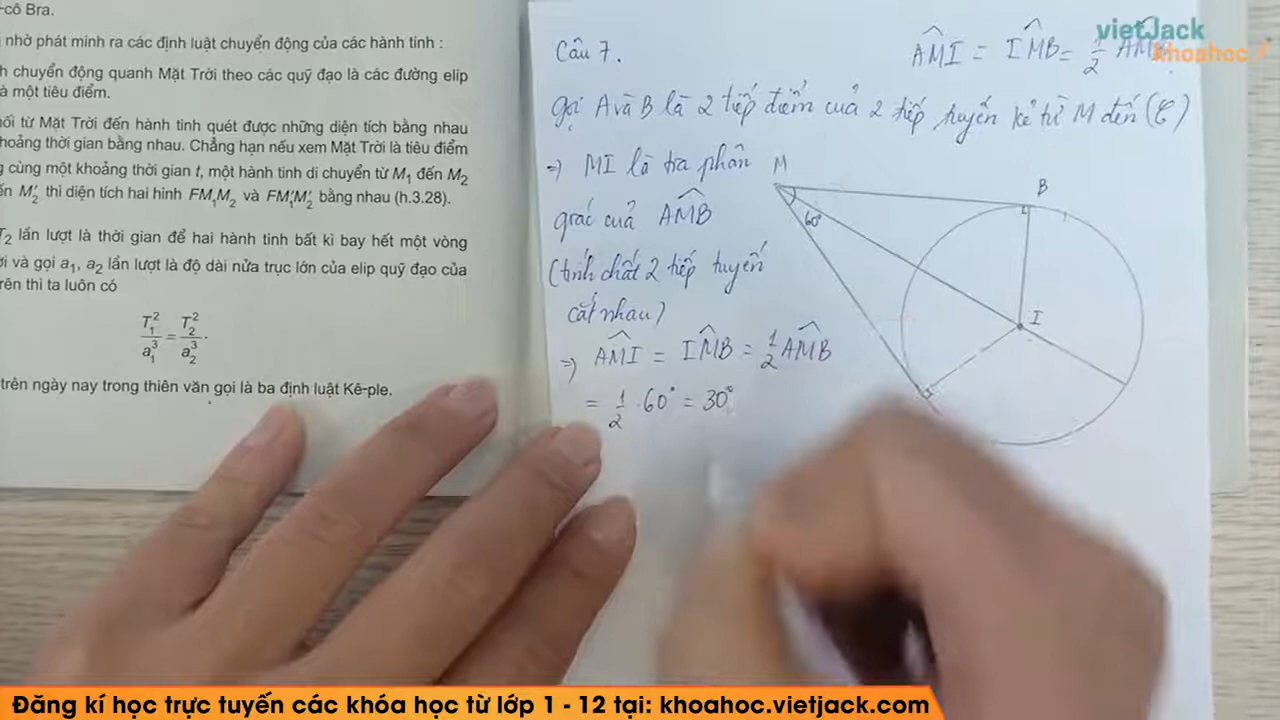 -cô Bra.
nhờ phát minh ra các định luật chuyển động của các hành tinh :
h chuyển động quanh Mặt Trời theo các quỹ đạo là các đường elip
à một tiêu điểm.
nối từ Mặt Trời đến hành tinh quét được những diện tích bằng nhau
hoảng thời gian bằng nhau. Chẳng hạn nếu xem Mặt Trời là tiêu điểm
g cùng một khoảng thời gian t, một hành tinh di chuyển từ M₁ đến M₂
ến M₂′ thì diện tích hai hình FM₁M₂ và FM₁′M₂′ bằng nhau (h.3.28).
T₂ lần lượt là thời gian để hai hành tinh bất kì bay hết một vòng
ời và gọi a₁, a₂ lần lượt là độ dài nửa trục lớn của elip quỹ đạo của
rên thì ta luôn có
T₁²/a₁³ = T₂²/a₂³.
trên ngày nay trong thiên văn gọi là ba định luật Kê-ple.
vietJack
khoahoc
Câu 7.
AMI = IMB = 1/2 AM
gọi A và B là 2 tiếp điểm cuả 2 tiếp tuyến kẻ từ M đến (C)
=> MI là tia phân
giác cuả AMB
(tính chất 2 tiếp tuyến
cắt nhau)
=> AMI = IMB = 1/2 AMB
= 1/2 . 60° = 30°
M
B
60°
I
Đăng kí học trực tuyến các khóa học từ lớp 1 - 12 tại: khoahoc.vietjack.com